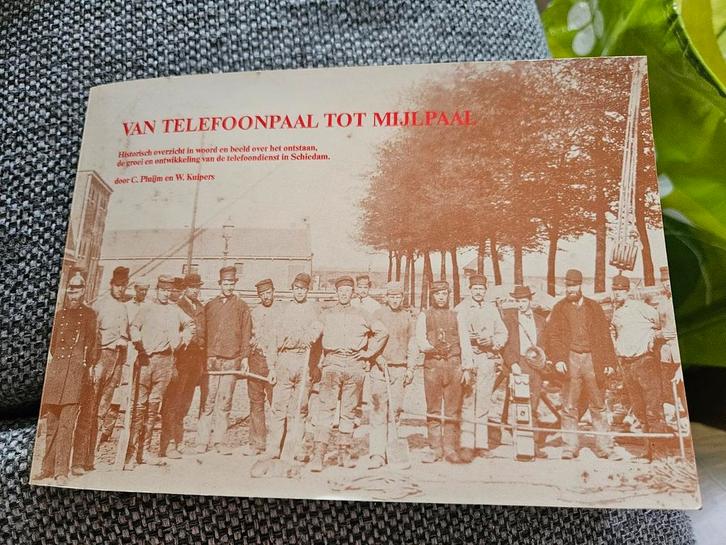 VAN TELEFOONPAAL TOT MIJLPAAL
Historisch overzicht in woord en beeld over het ontstaan,
de groei en ontwikkeling van de telefoondienst in Schiedam.
door C. Pluijm en W. Kuipers